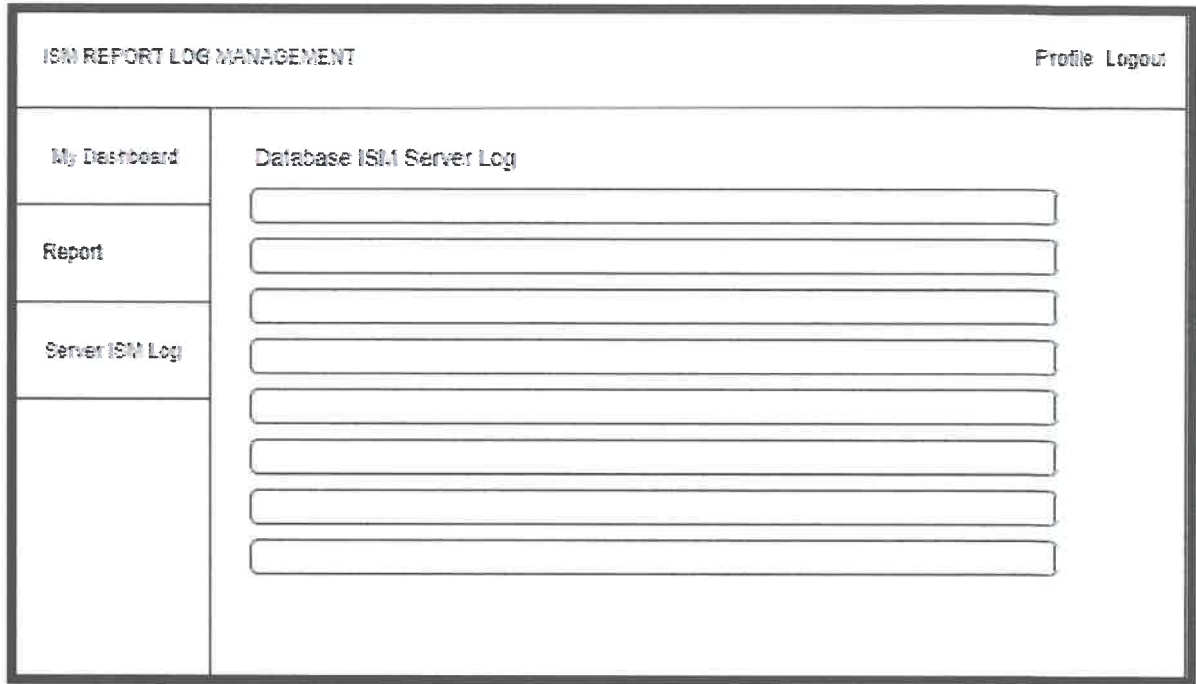 ISM REPORT LOG MANAGEMENT
Profile Logout
My Dashboard
Database ISM Server Log
Report
Server ISM Log